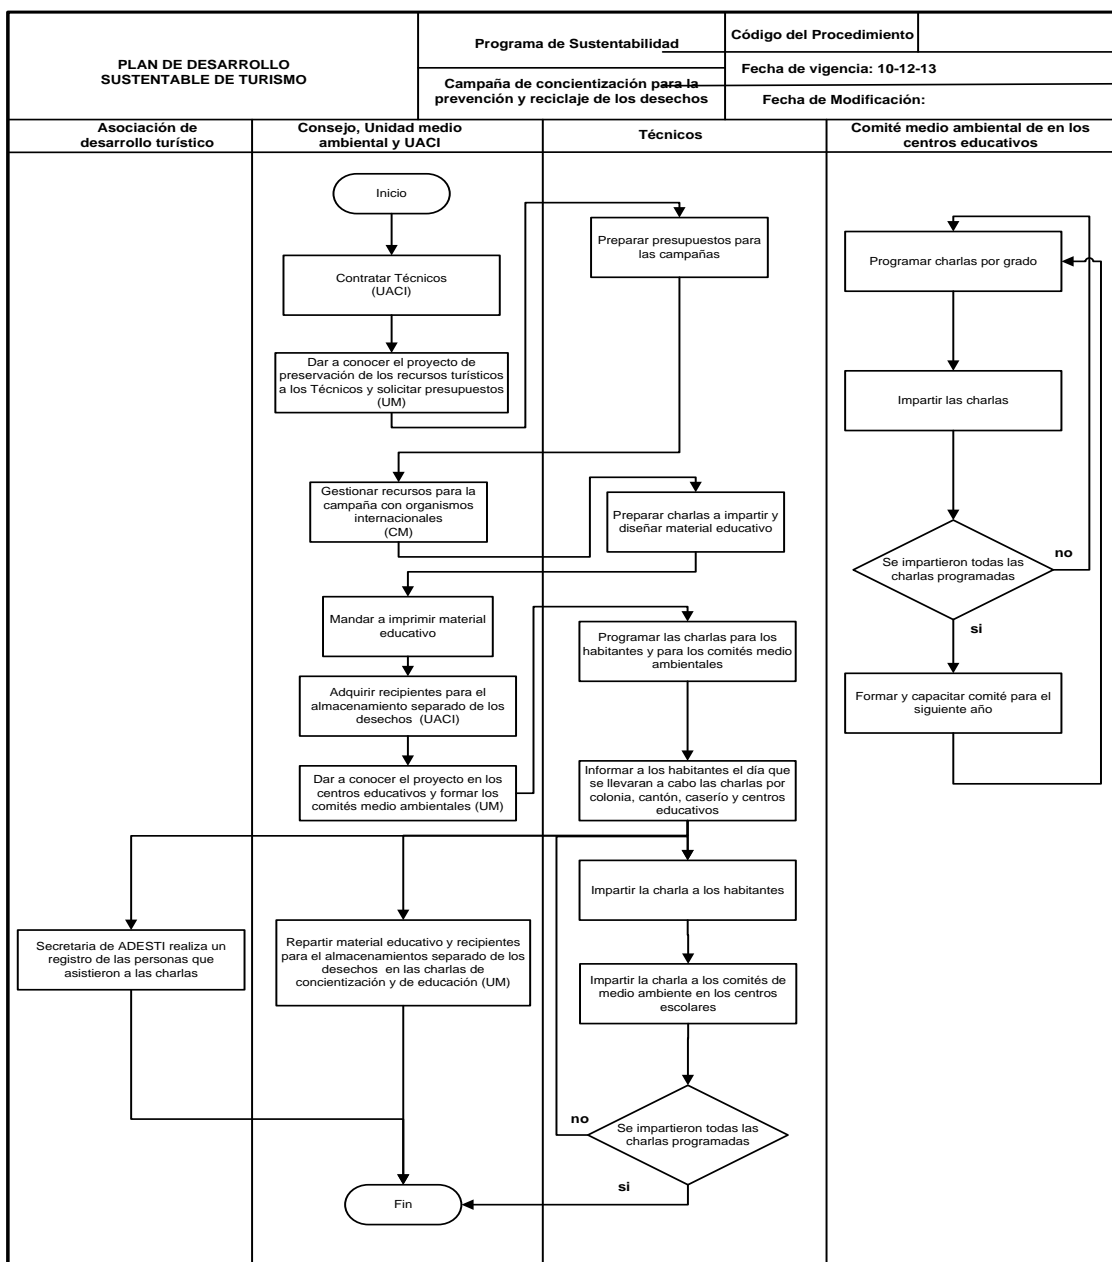 PLAN DE DESARROLLO
SUSTENTABLE DE TURISMO
Programa de Sustentabilidad
Campaña de concientización para la
prevención y reciclaje de los desechos
Código del Procedimiento
Fecha de vigencia: 10-12-13
Fecha de Modificación:
Asociación de
desarrollo turístico
Consejo, Unidad medio
ambiental y UACI
Técnicos
Comité medio ambiental de en los
centros educativos
Inicio
Contratar Técnicos
(UACI)
Dar a conocer el proyecto de
preservación de los recursos turísticos
a los Técnicos y solicitar presupuestos
(UM)
Preparar presupuestos para
las campañas
Gestionar recursos para la
campaña con organismos
internacionales
(CM)
Preparar charlas a impartir y
diseñar material educativo
Mandar a imprimir material
educativo
Adquirir recipientes para el
almacenamiento separado de los
desechos (UACI)
Dar a conocer el proyecto en los
centros educativos y formar los
comités medio ambientales (UM)
Programar las charlas para los
habitantes y para los comités medio
ambientales
Informar a los habitantes el día que
se llevaran a cabo las charlas por
colonia, cantón, caserío y centros
educativos
Impartir la charla a los habitantes
Secretaria de ADESTI realiza un
registro de las personas que
asistieron a las charlas
Repartir material educativo y recipientes
para el almacenamientos separado de los
desechos en las charlas de
concientización y de educación (UM)
Impartir la charla a los comités de
medio ambiente en los centros
escolares
Se impartieron todas las
charlas programadas
no
si
Fin
Programar charlas por grado
Impartir las charlas
Se impartieron todas las
charlas programadas
no
si
Formar y capacitar comité para el
siguiente año